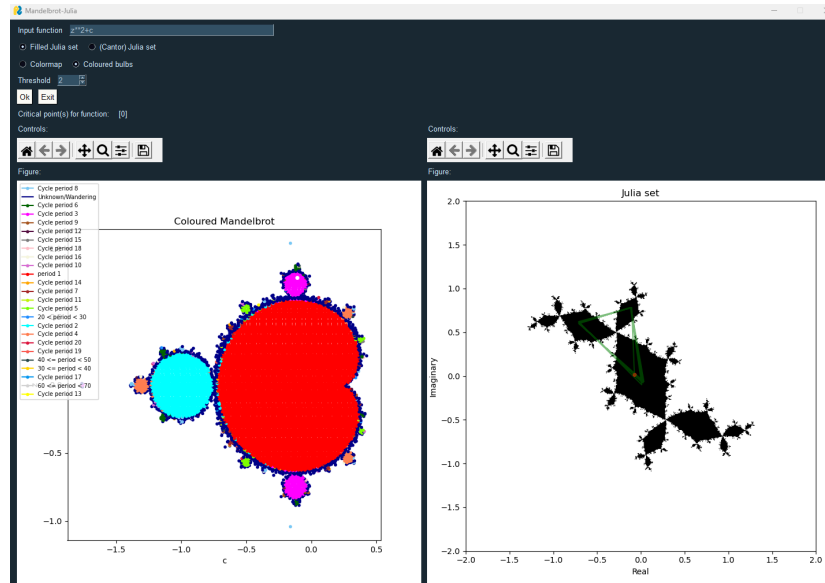 Mandelbrot-Julia
Input function z**2+c
Filled Julia set (Cantor) Julia set
Colormap Coloured bulbs
Threshold 2
Ok Exit
Critical point(s) for function: [0]
Controls:
Figure:
Cycle period 8
Unknown/Wandering
Cycle period 6
Cycle period 3
Cycle period 9
Cycle period 12
Cycle period 15
Cycle period 18
Cycle period 16
Cycle period 10
period 1
Cycle period 14
Cycle period 7
Cycle period 11
Cycle period 5
20 < period < 30
Cycle period 2
Cycle period 4
Cycle period 20
Cycle period 19
40 <= period < 50
30 <= period < 40
Cycle period 17
60 <= period < 70
Cycle period 13
Coloured Mandelbrot
−0.5
−1.0
−1.5 −1.0 −0.5 0.0 0.5
c
Controls:
Figure:
Julia set
2.0
1.5
1.0
0.5
0.0
−0.5
−1.0
−1.5
−2.0
Imaginary
−2.0 −1.5 −1.0 −0.5 0.0 0.5 1.0 1.5 2.0
Real